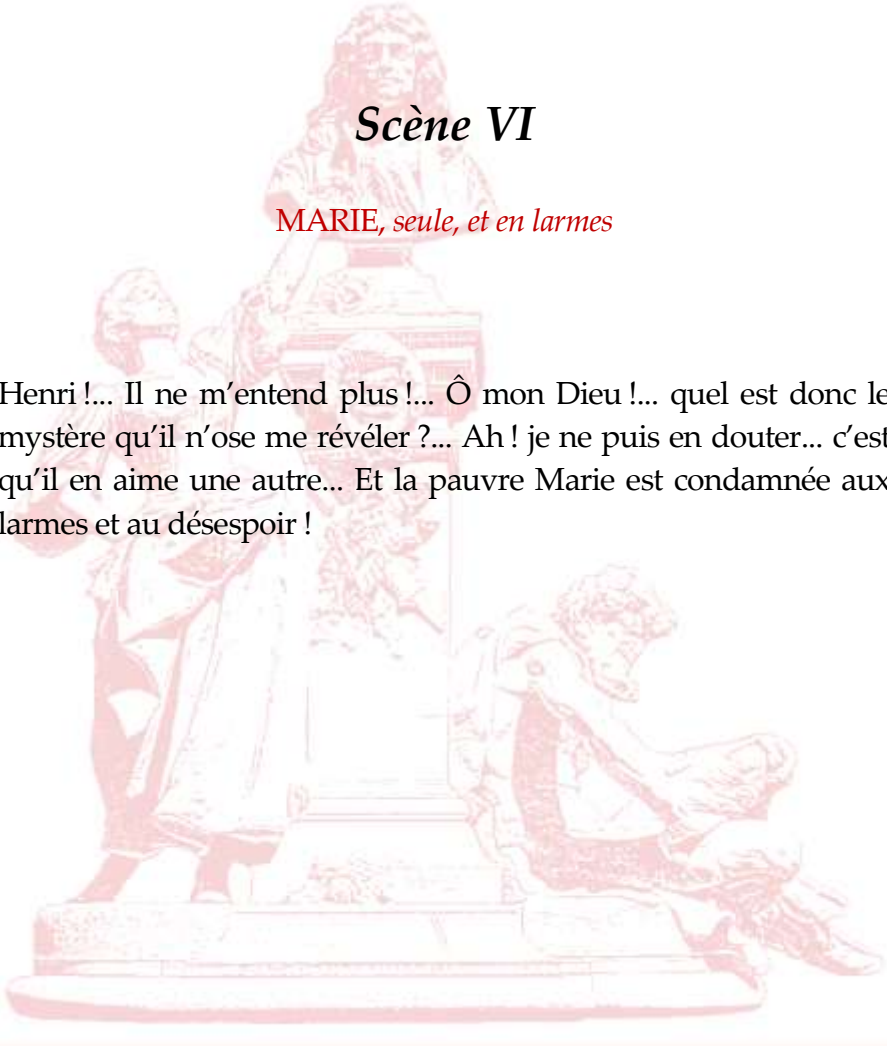 Scène VI
MARIE, seule, et en larmes
Henri !... Il ne m’entend plus !... Ô mon Dieu !... quel est donc le
mystère qu’il n’ose me révéler ?... Ah ! je ne puis en douter... c’est
qu’il en aime une autre... Et la pauvre Marie est condamnée aux
larmes et au désespoir !